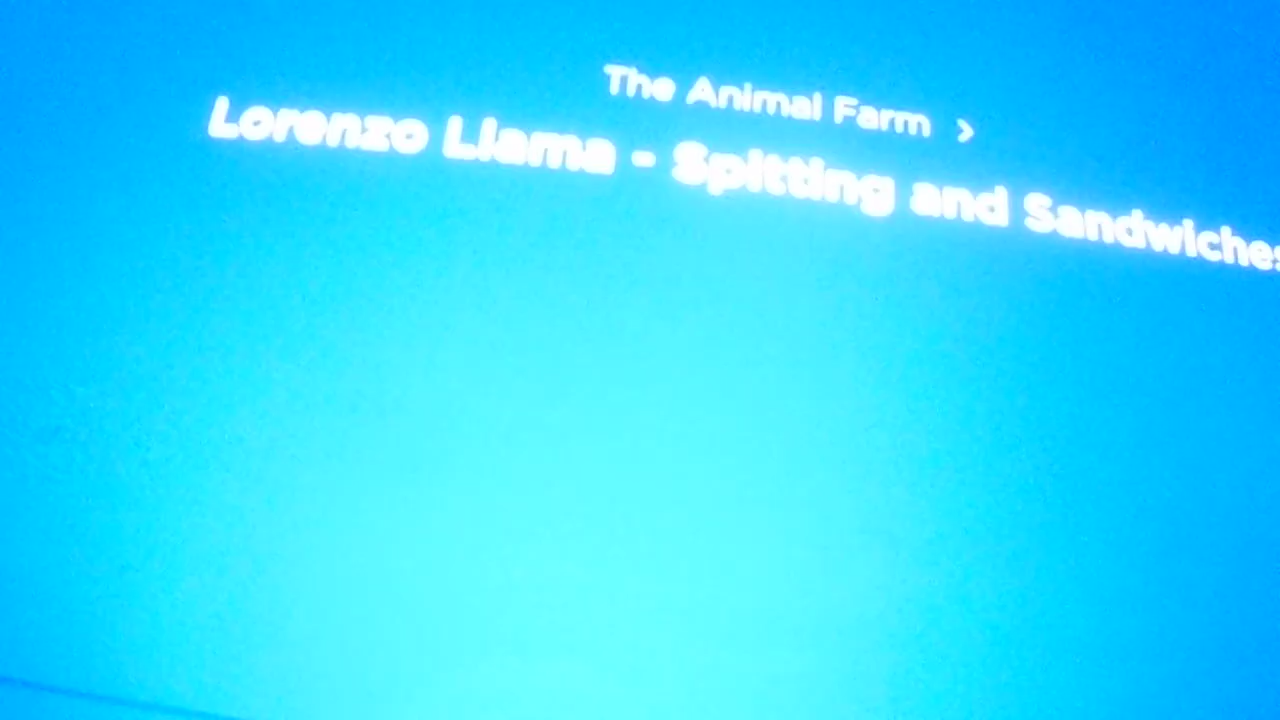 The Animal Farm >
Lorenzo Llama - Spitting and Sandwiches